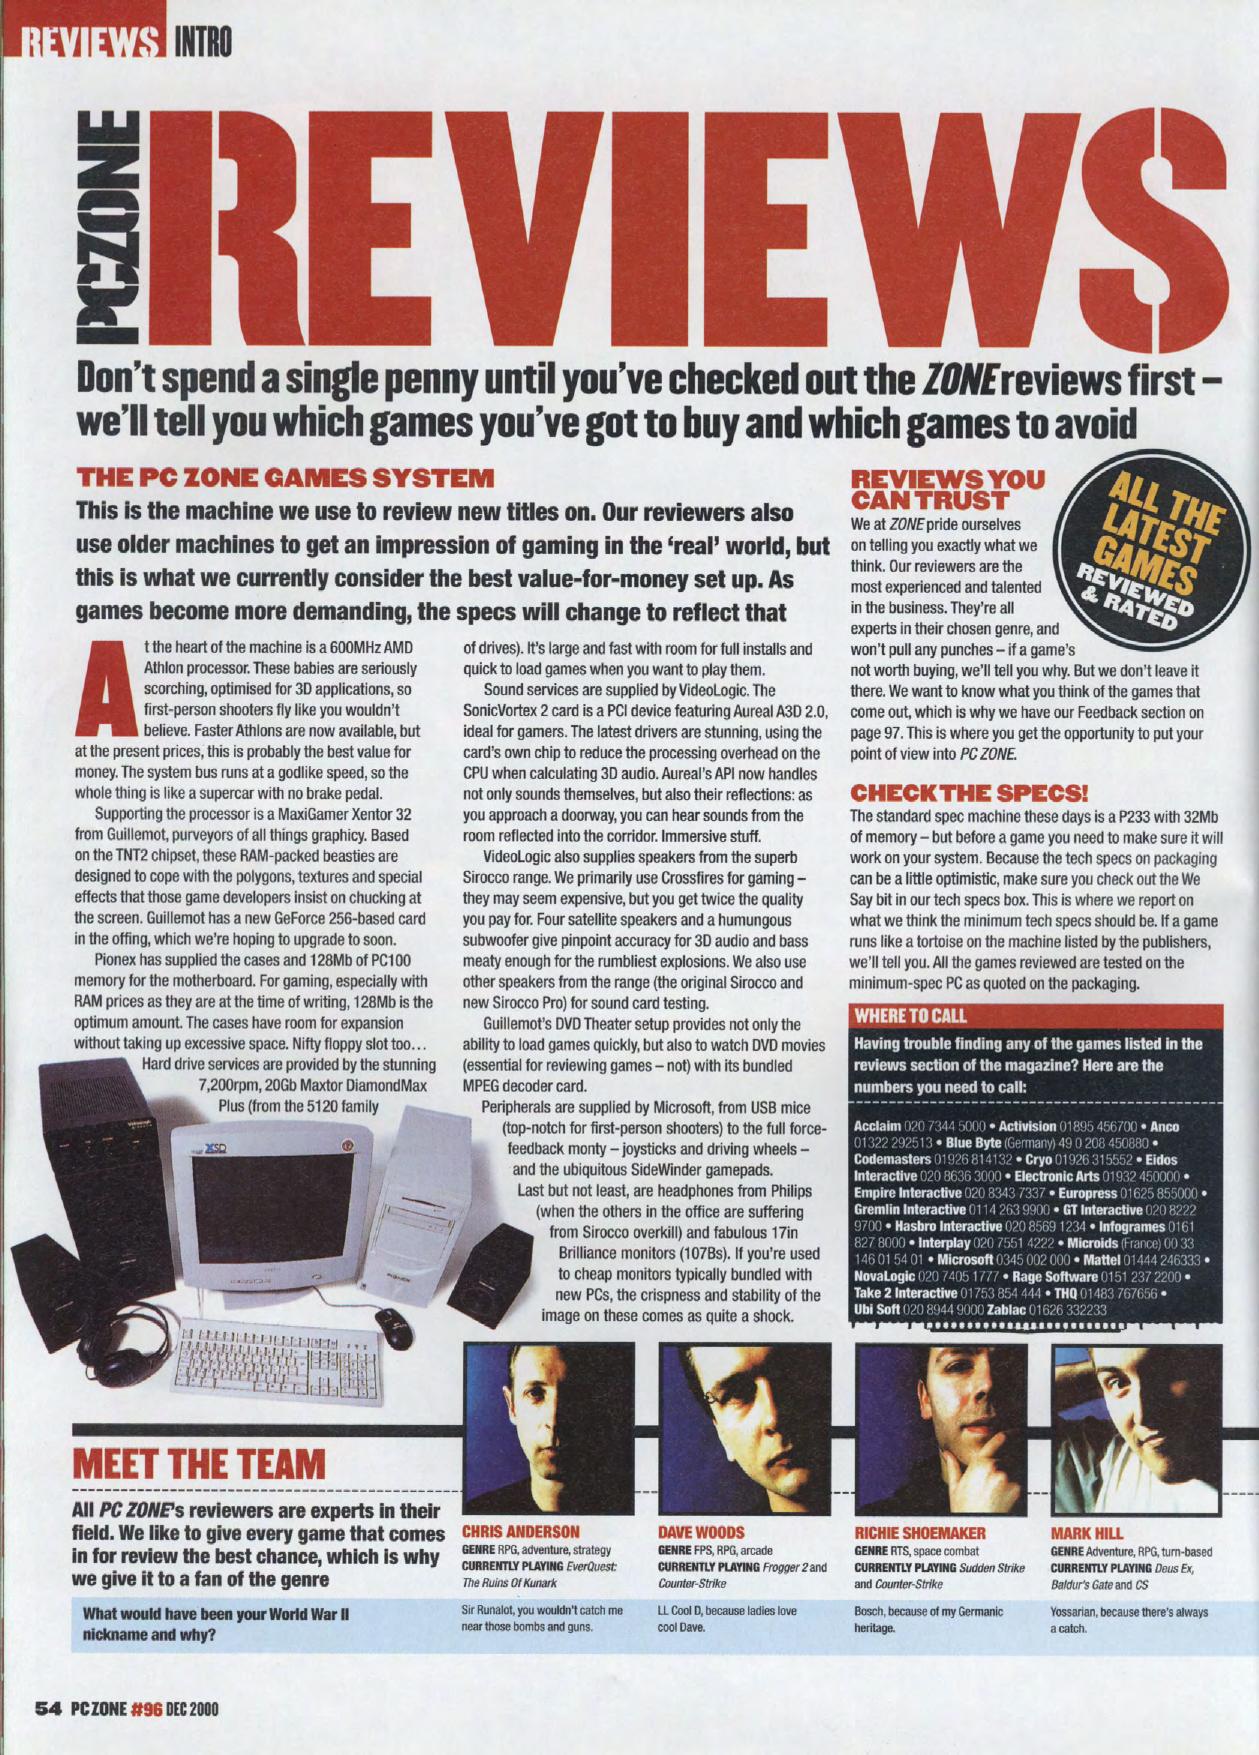 REVIEWS INTRO
PCZONE
REVIEWS
Don't spend a single penny until you've checked out the ZONE reviews first –
we'll tell you which games you've got to buy and which games to avoid
THE PC ZONE GAMES SYSTEM
This is the machine we use to review new titles on. Our reviewers also
use older machines to get an impression of gaming in the 'real' world, but
this is what we currently consider the best value-for-money set up. As
games become more demanding, the specs will change to reflect that
At the heart of the machine is a 600MHz AMD
Athlon processor. These babies are seriously
scorching, optimised for 3D applications, so
first-person shooters fly like you wouldn't
believe. Faster Athlons are now available, but
at the present prices, this is probably the best value for
money. The system bus runs at a godlike speed, so the
whole thing is like a supercar with no brake pedal.
Supporting the processor is a MaxiGamer Xentor 32
from Guillemot, purveyors of all things graphicy. Based
on the TNT2 chipset, these RAM-packed beasties are
designed to cope with the polygons, textures and special
effects that those game developers insist on chucking at
the screen. Guillemot has a new GeForce 256-based card
in the offing, which we're hoping to upgrade to soon.
Pionex has supplied the cases and 128Mb of PC100
memory for the motherboard. For gaming, especially with
RAM prices as they are at the time of writing, 128Mb is the
optimum amount. The cases have room for expansion
without taking up excessive space. Nifty floppy slot too...
Hard drive services are provided by the stunning
7,200rpm, 20Gb Maxtor DiamondMax
Plus (from the 5120 family
of drives). It's large and fast with room for full installs and
quick to load games when you want to play them.
Sound services are supplied by VideoLogic. The
SonicVortex 2 card is a PCI device featuring Aureal A3D 2.0,
ideal for gamers. The latest drivers are stunning, using the
card's own chip to reduce the processing overhead on the
CPU when calculating 3D audio. Aureal's API now handles
not only sounds themselves, but also their reflections: as
you approach a doorway, you can hear sounds from the
room reflected into the corridor. Immersive stuff.
VideoLogic also supplies speakers from the superb
Sirocco range. We primarily use Crossfires for gaming –
they may seem expensive, but you get twice the quality
you pay for. Four satellite speakers and a humungous
subwoofer give pinpoint accuracy for 3D audio and bass
meaty enough for the rumbliest explosions. We also use
other speakers from the range (the original Sirocco and
new Sirocco Pro) for sound card testing.
Guillemot's DVD Theater setup provides not only the
ability to load games quickly, but also to watch DVD movies
(essential for reviewing games – not) with its bundled
MPEG decoder card.
Peripherals are supplied by Microsoft, from USB mice
(top-notch for first-person shooters) to the full force-
feedback monty – joysticks and driving wheels –
and the ubiquitous SideWinder gamepads.
Last but not least, are headphones from Philips
(when the others in the office are suffering
from Sirocco overkill) and fabulous 17in
Brilliance monitors (107Bs). If you're used
to cheap monitors typically bundled with
new PCs, the crispness and stability of the
image on these comes as quite a shock.
REVIEWS YOU
CAN TRUST
We at ZONE pride ourselves
on telling you exactly what we
think. Our reviewers are the
most experienced and talented
in the business. They're all
experts in their chosen genre, and
won't pull any punches – if a game's
not worth buying, we'll tell you why. But we don't leave it
there. We want to know what you think of the games that
come out, which is why we have our Feedback section on
page 97. This is where you get the opportunity to put your
point of view into PC ZONE.
ALL THE
LATEST
GAMES
REVIEWED
& RATED
CHECK THE SPECS!
The standard spec machine these days is a P233 with 32Mb
of memory – but before a game you need to make sure it will
work on your system. Because the tech specs on packaging
can be a little optimistic, make sure you check out the We
Say bit in our tech specs box. This is where we report on
what we think the minimum tech specs should be. If a game
runs like a tortoise on the machine listed by the publishers,
we'll tell you. All the games reviewed are tested on the
minimum-spec PC as quoted on the packaging.
WHERE TO CALL
Having trouble finding any of the games listed in the
reviews section of the magazine? Here are the
numbers you need to call:
Acclaim 020 7344 5000 • Activision 01895 456700 • Anco
01322 292513 • Blue Byte (Germany) 49 0 208 450880 •
Codemasters 01926 814132 • Cryo 01926 315552 • Eidos
Interactive 020 8636 3000 • Electronic Arts 01932 450000 •
Empire Interactive 020 8343 7337 • Europress 01625 855000 •
Gremlin Interactive 0114 263 9900 • GT Interactive 020 8222
9700 • Hasbro Interactive 020 8569 1234 • Infogrames 0161
827 8000 • Interplay 020 7551 4222 • Microids (France) 00 33
146 01 54 01 • Microsoft 0345 002 000 • Mattel 01444 246333 •
NovaLogic 020 7405 1777 • Rage Software 0151 237 2200 •
Take 2 Interactive 01753 854 444 • THQ 01483 767656 •
Ubi Soft 020 8944 9000 Zablac 01626 332233
MEET THE TEAM
All PC ZONE's reviewers are experts in their
field. We like to give every game that comes
in for review the best chance, which is why
we give it to a fan of the genre
What would have been your World War II
nickname and why?
CHRIS ANDERSON
GENRE RPG, adventure, strategy
CURRENTLY PLAYING EverQuest:
The Ruins Of Kunark
Sir Runalot, you wouldn't catch me
near those bombs and guns.
DAVE WOODS
GENRE FPS, RPG, arcade
CURRENTLY PLAYING Frogger 2 and
Counter-Strike
LL Cool D, because ladies love
cool Dave.
RICHIE SHOEMAKER
GENRE RTS, space combat
CURRENTLY PLAYING Sudden Strike
and Counter-Strike
Bosch, because of my Germanic
heritage.
MARK HILL
GENRE Adventure, RPG, turn-based
CURRENTLY PLAYING Deus Ex,
Baldur's Gate and CS
Yossarian, because there's always
a catch.
54 PCZONE #96 DEC 2000